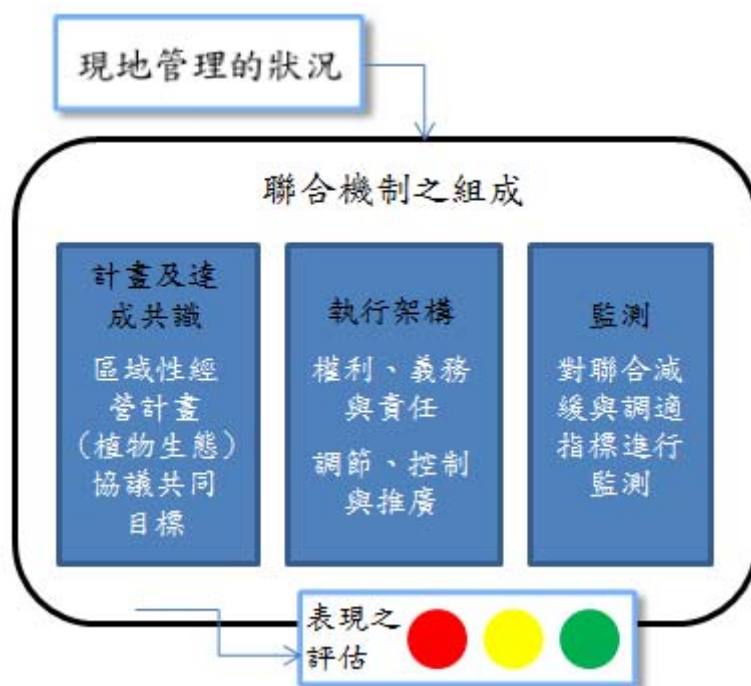 現地管理的狀況
聯合機制之組成
計畫及達
成共識
區域性經
營計畫
（植物生態）
協議共同
目標
執行架構
權利、義務
與責任
調節、控制
與推廣
監測
對聯合減
緩與調適
指標進行
監測
表現之
評估